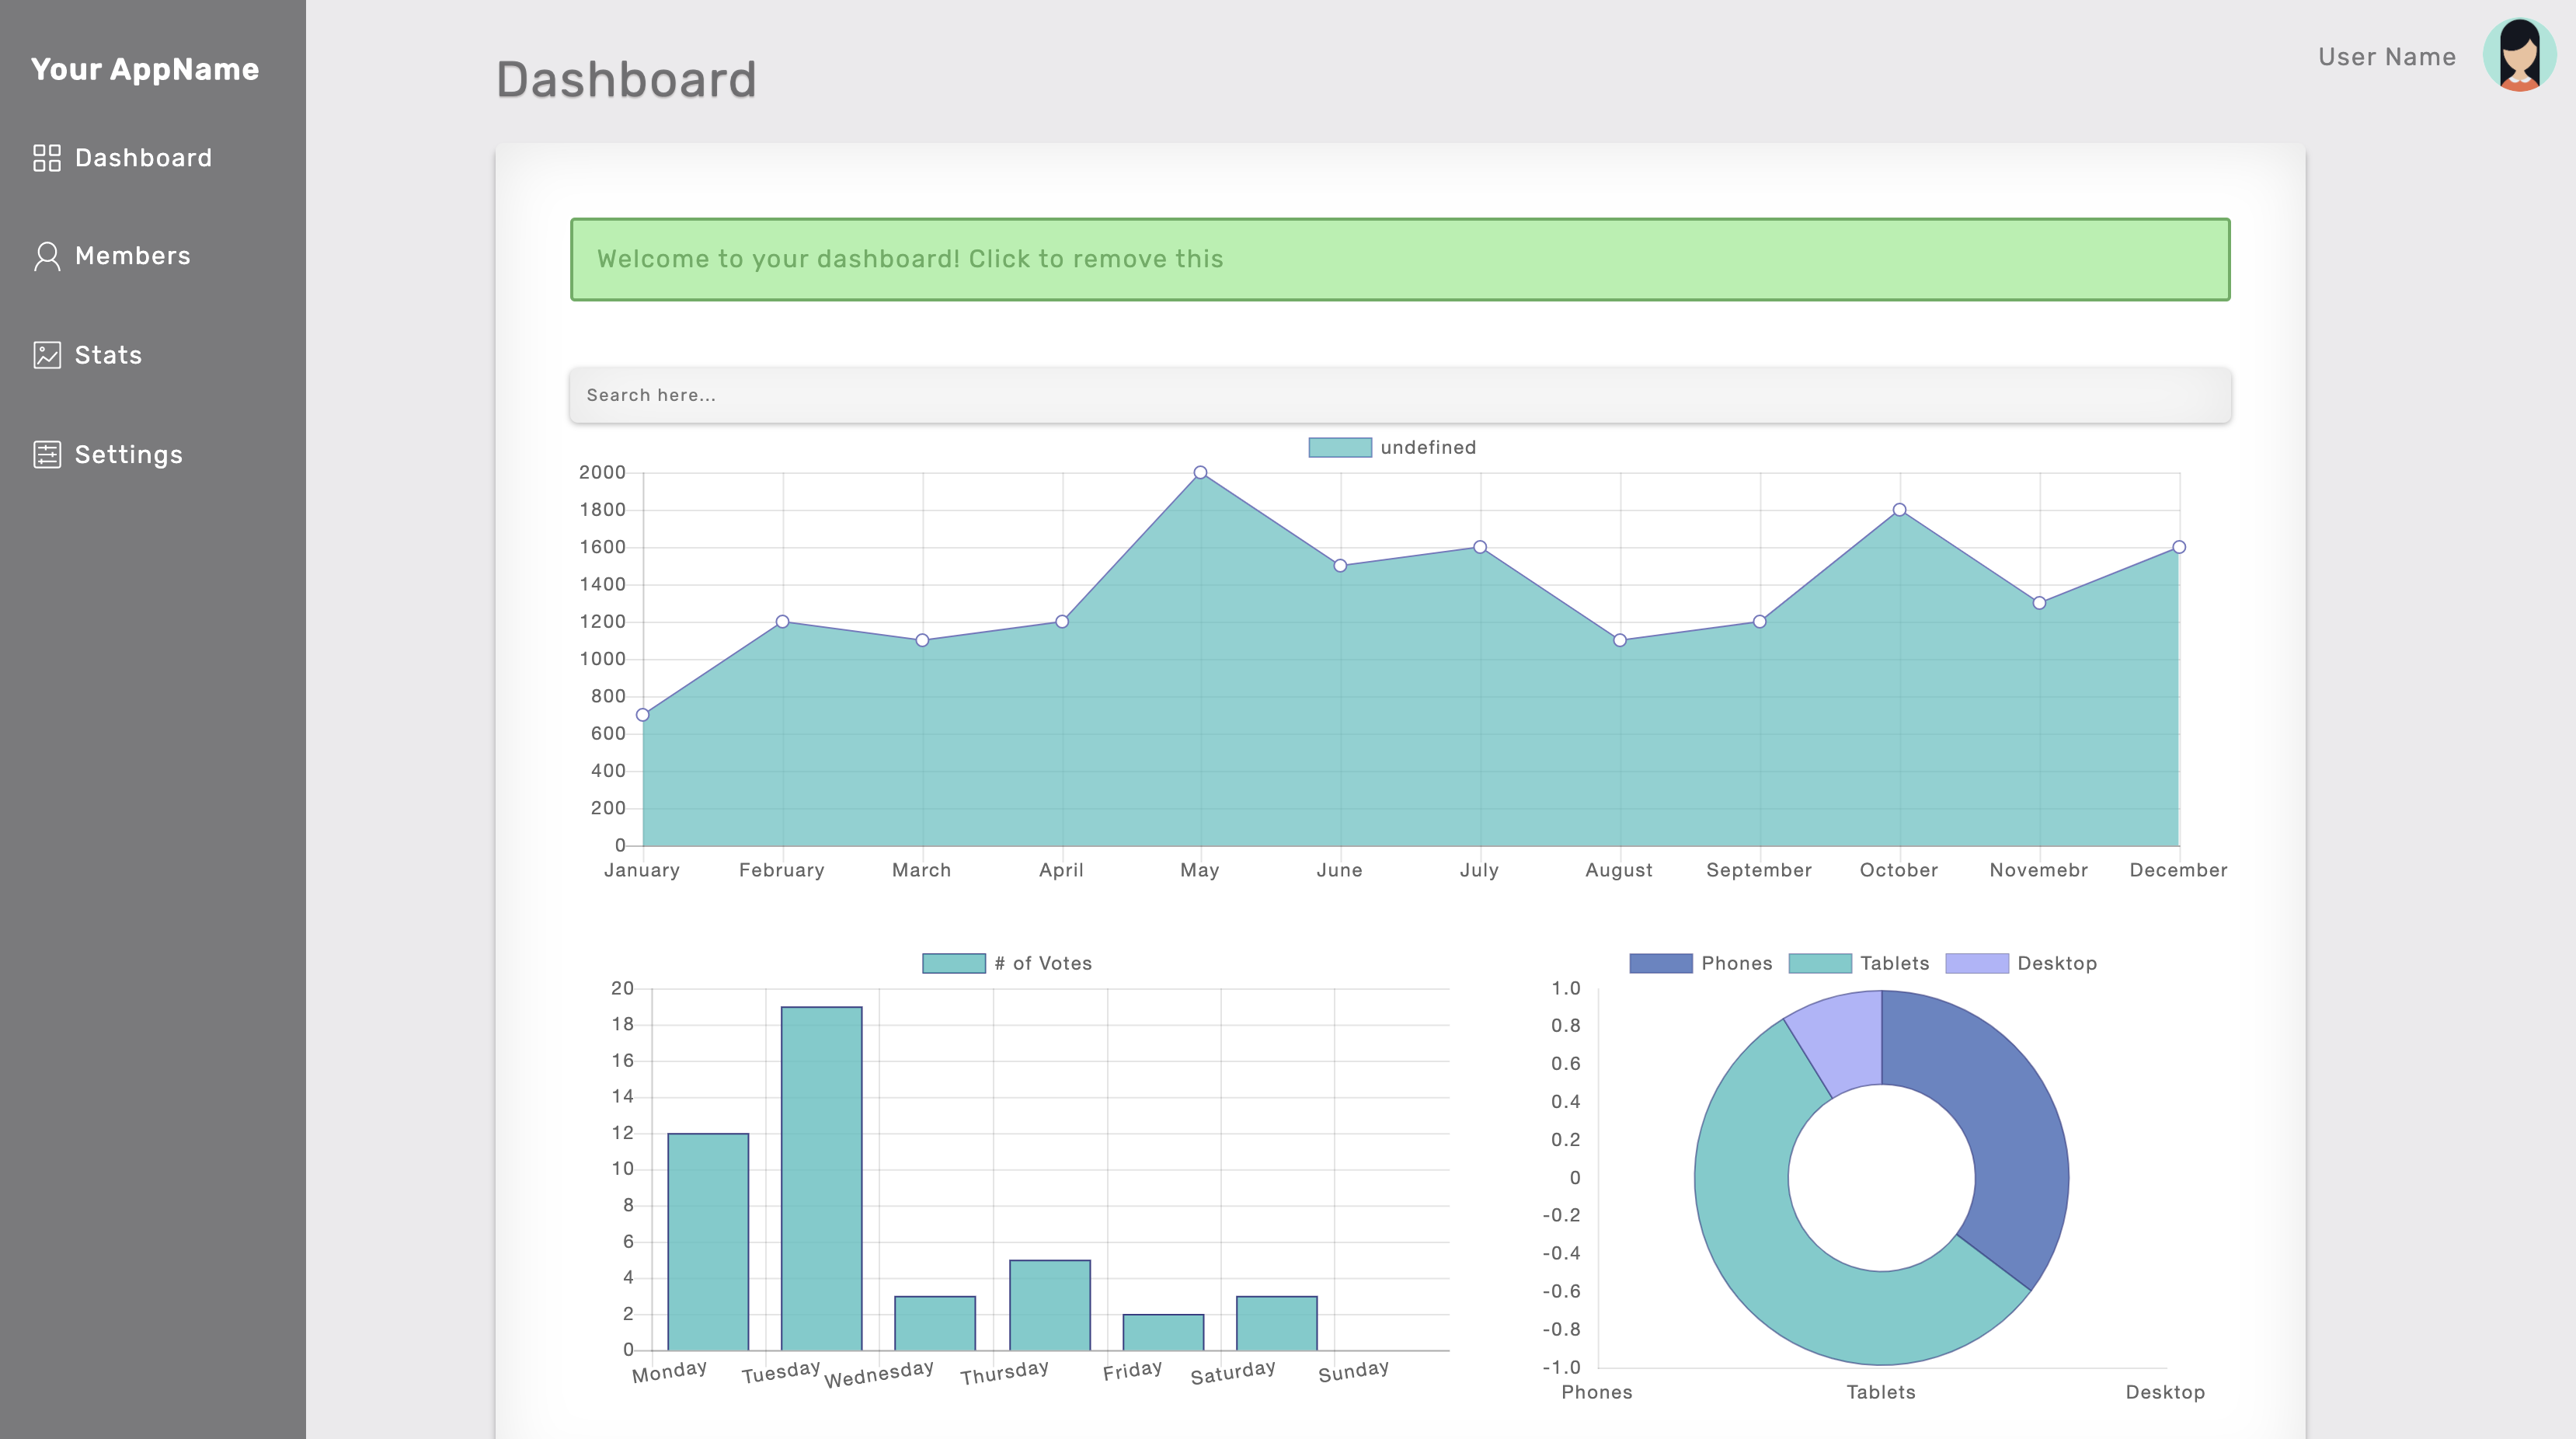 Your AppName
Dashboard
Members
Stats
Settings
Dashboard
User Name
Welcome to your dashboard! Click to remove this
Search here...
undefined
2000
1800
1600
1400
1200
1000
800
600
400
200
0
January February March April May June July August September October Novemebr December
# of Votes
20
18
16
14
12
10
8
6
4
2
0
Monday Tuesday Wednesday Thursday Friday Saturday Sunday
Phones Tablets Desktop
1.0
0.8
0.6
0.4
0.2
0
-0.2
-0.4
-0.6
-0.8
-1.0
Phones Tablets Desktop